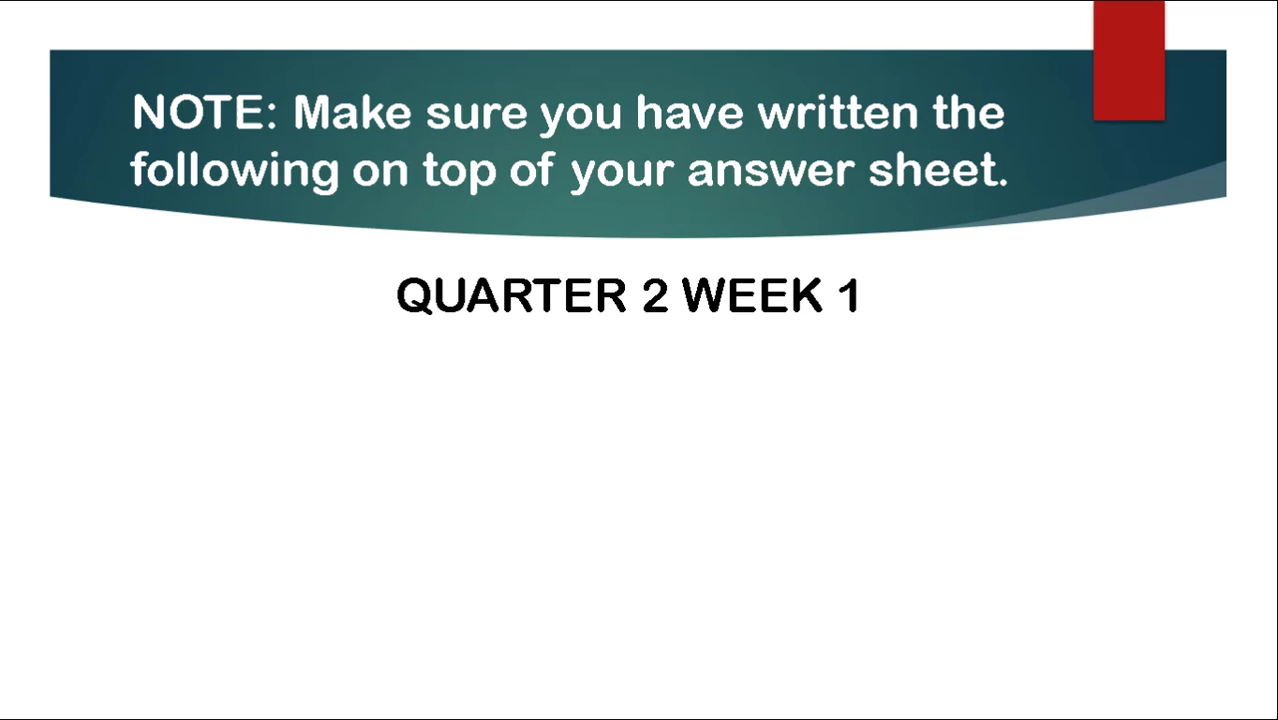 NOTE: Make sure you have written the
following on top of your answer sheet.
QUARTER 2 WEEK 1